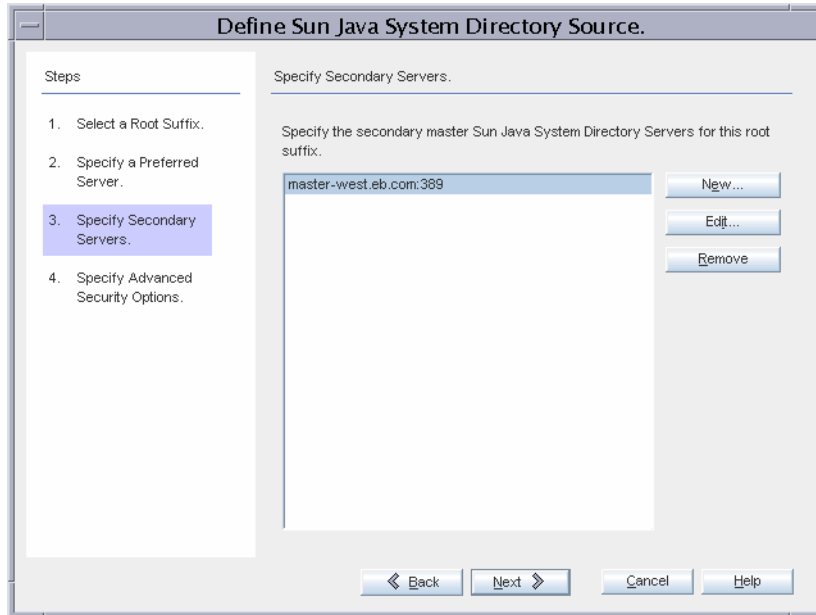 Define Sun Java System Directory Source.
Steps
1. Select a Root Suffix.
2. Specify a Preferred
Server.
3. Specify Secondary
Servers.
4. Specify Advanced
Security Options.
Specify Secondary Servers.
Specify the secondary master Sun Java System Directory Servers for this root
suffix.
master-west.eb.com:389
New...
Edit...
Remove
Back
Next
Cancel
Help